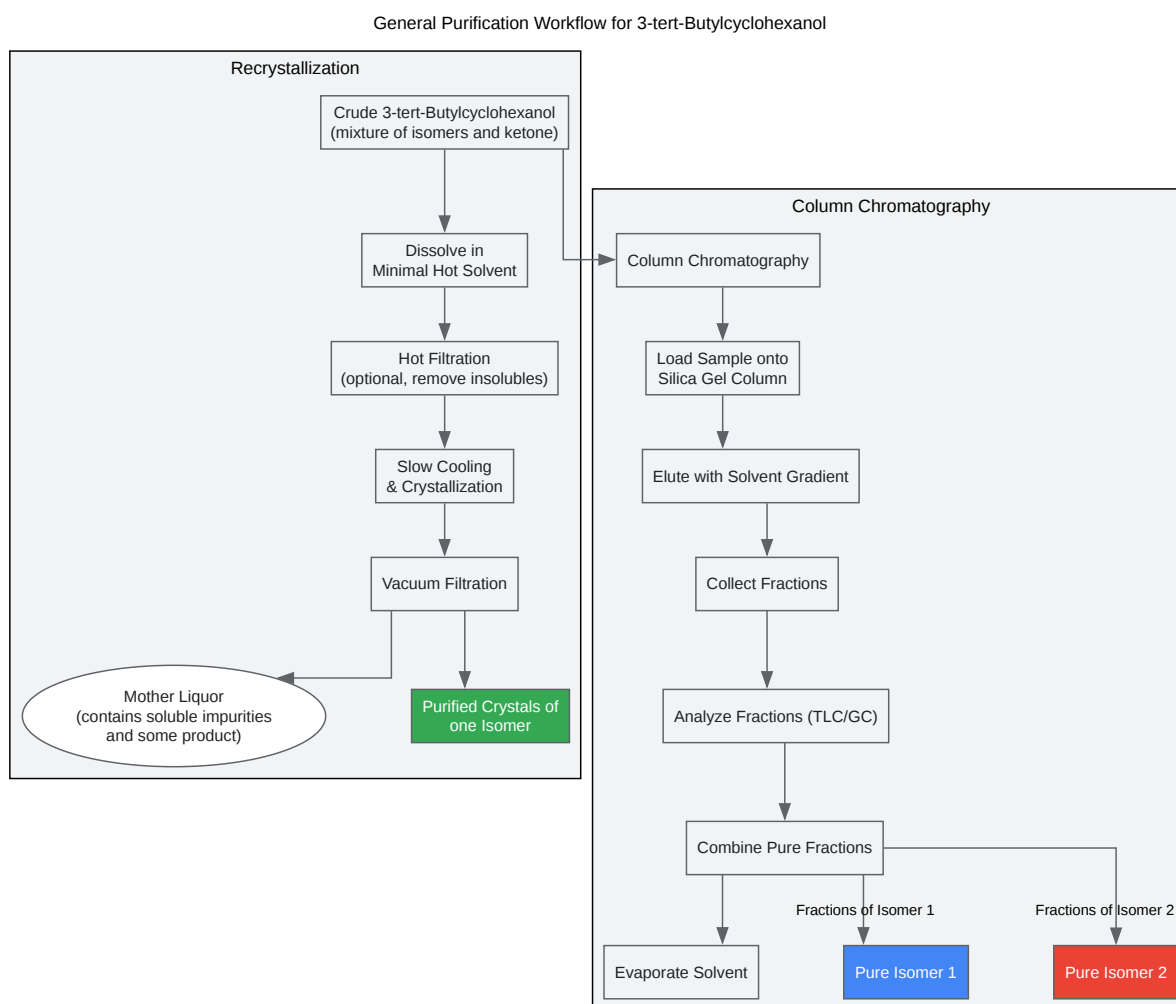 General Purification Workflow for 3-tert-Butylcyclohexanol
Recrystallization
Crude 3-tert-Butylcyclohexanol
(mixture of isomers and ketone)
Dissolve in
Minimal Hot Solvent
Hot Filtration
(optional, remove insolubles)
Slow Cooling
& Crystallization
Vacuum Filtration
Mother Liquor
(contains soluble impurities
and some product)
Purified Crystals of
one Isomer
Column Chromatography
Column Chromatography
Load Sample onto
Silica Gel Column
Elute with Solvent Gradient
Collect Fractions
Analyze Fractions (TLC/GC)
Combine Pure Fractions
Fractions of Isomer 1
Fractions of Isomer 2
Evaporate Solvent
Pure Isomer 1
Pure Isomer 2